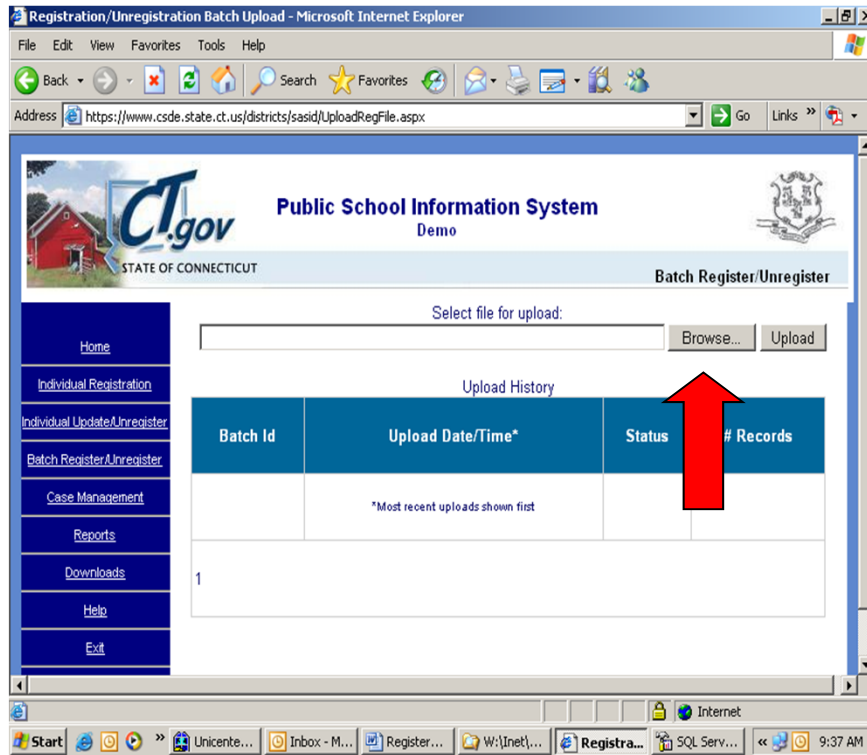 Registration/Unregistration Batch Upload - Microsoft Internet Explorer
File Edit View Favorites Tools Help
Back Search Favorites
Address https://www.csde.state.ct.us/districts/sasid/UploadRegFile.aspx Go Links »
CT.gov
STATE OF CONNECTICUT
Public School Information System
Demo
Batch Register/Unregister
Home
Individual Registration
Individual Update/Unregister
Batch Register/Unregister
Case Management
Reports
Downloads
Help
Exit
Select file for upload:
Browse... Upload
Upload History
Batch Id Upload Date/Time* Status # Records
*Most recent uploads shown first
1
Internet
Start » Unicente... Inbox - M... Register... W:\Inet\... Registra... SQL Serv... « 9:37 AM